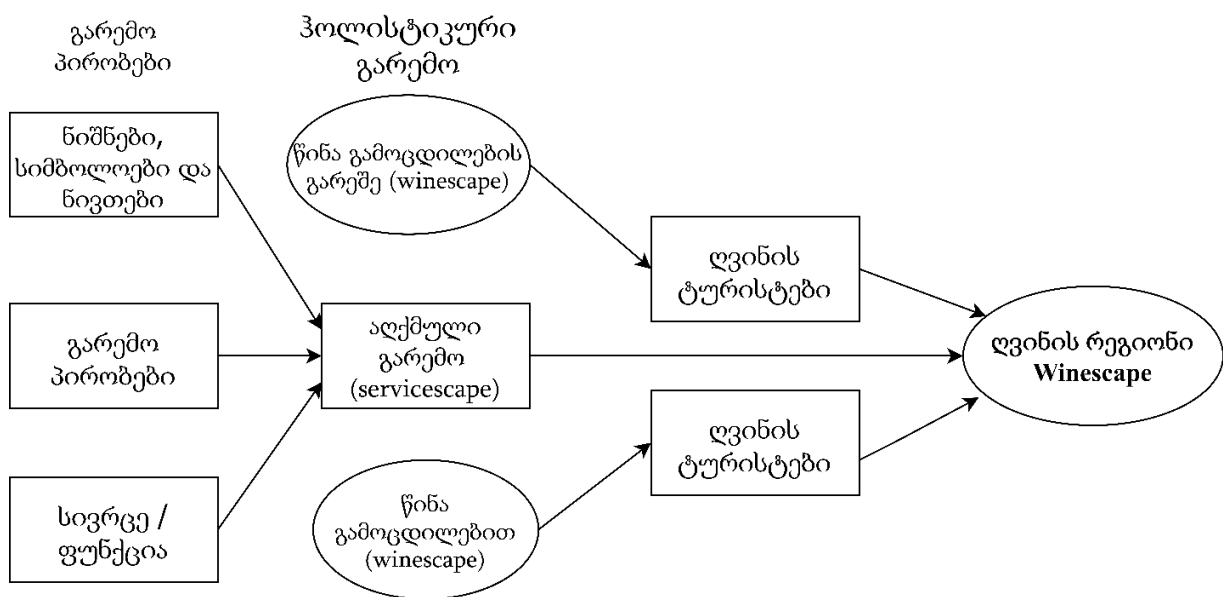 გარემო
პირობები
ჰოლისტიკური
გარემო
ნიშნები,
სიმბოლოები და
ნივთები
წინა გამოცდილების
გარეშე (winescape)
ღვინის
ტურისტები
გარემო
პირობები
აღქმული
გარემო
(servicescape)
ღვინის რეგიონი
Winescape
ღვინის
ტურისტები
სივრცე /
ფუნქცია
წინა
გამოცდილებით
(winescape)